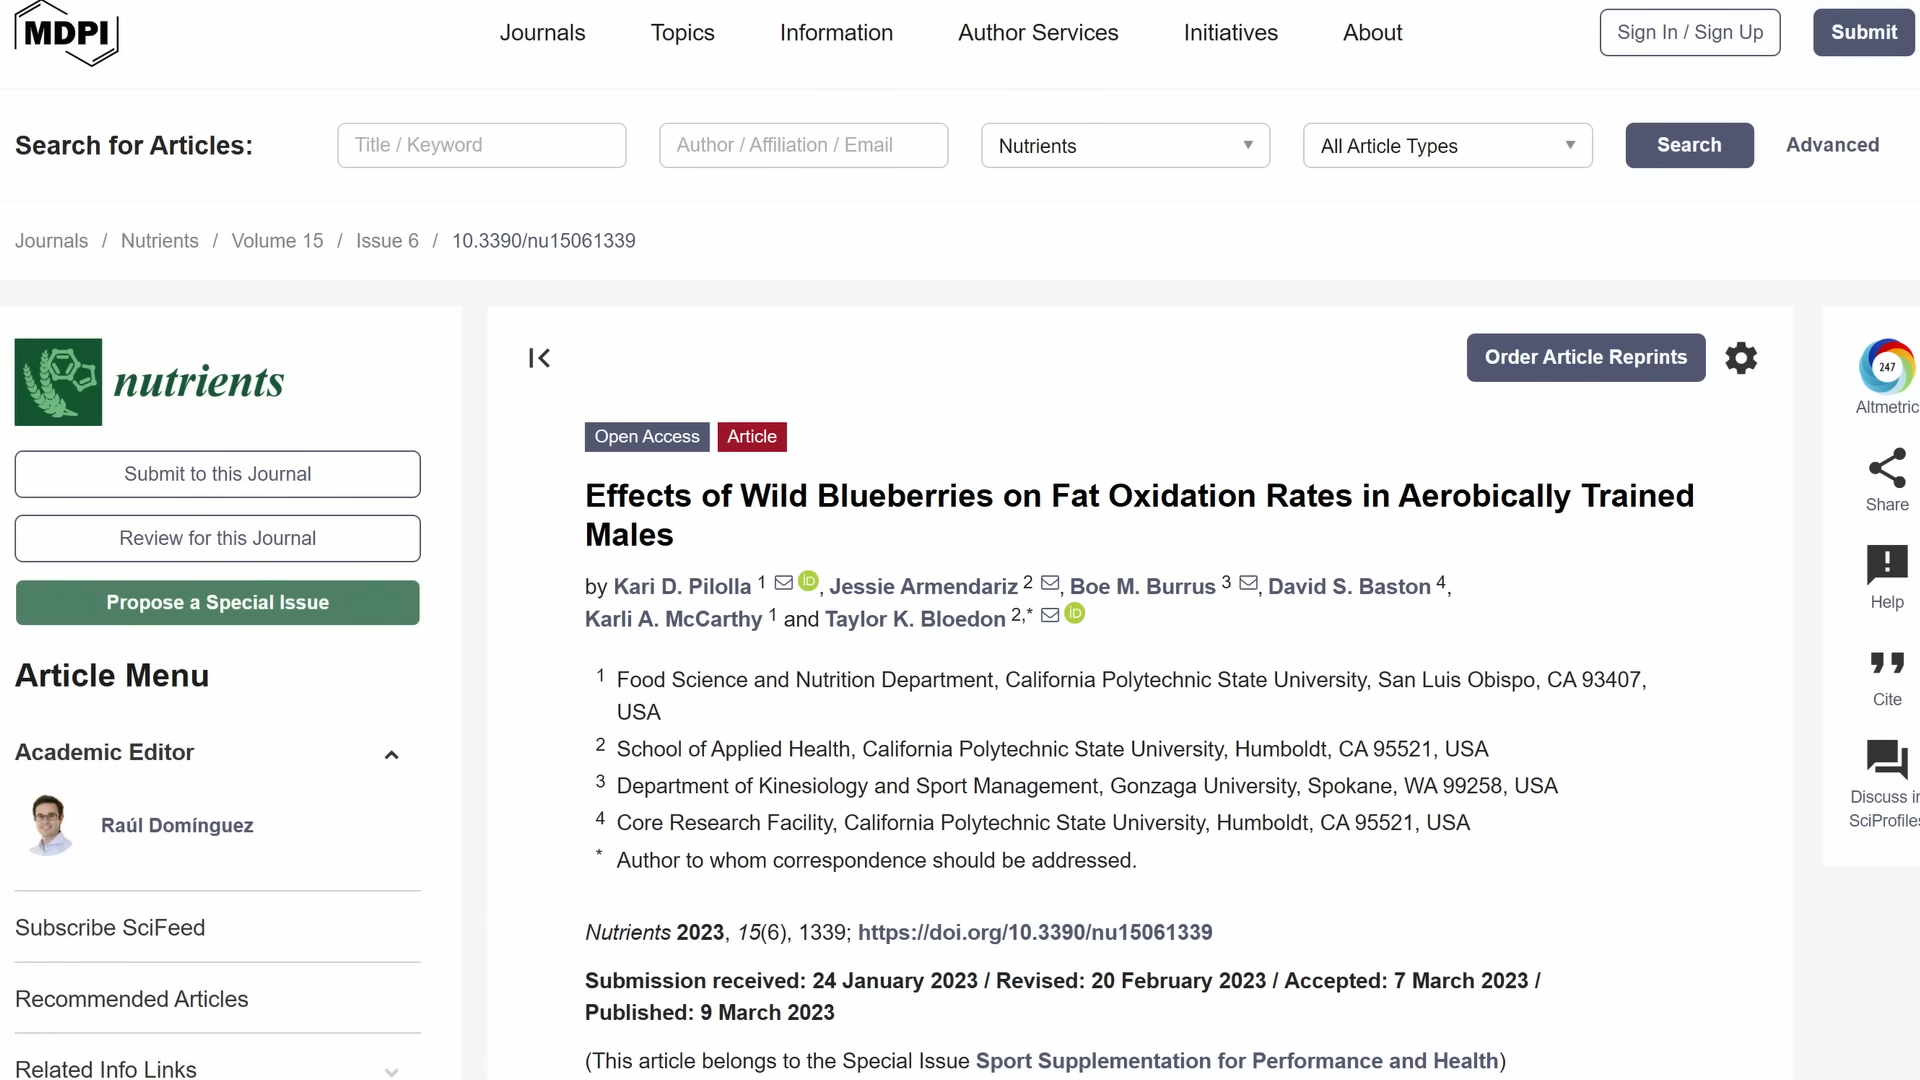 MDPI
Journals
Topics
Information
Author Services
Initiatives
About
Sign In / Sign Up
Submit
Search for Articles:
Title / Keyword
Author / Affiliation / Email
Nutrients
All Article Types
Search
Advanced
Journals / Nutrients / Volume 15 / Issue 6 / 10.3390/nu15061339
nutrients
Submit to this Journal
Review for this Journal
Propose a Special Issue
Article Menu
Academic Editor
Raúl Domínguez
Subscribe SciFeed
Recommended Articles
Related Info Links
Order Article Reprints
Open Access
Article
Effects of Wild Blueberries on Fat Oxidation Rates in Aerobically Trained
Males
by Kari D. Pilolla 1 iD, Jessie Armendariz 2, Boe M. Burrus 3, David S. Baston 4,
Karli A. McCarthy 1 and Taylor K. Bloedon 2,* iD
1 Food Science and Nutrition Department, California Polytechnic State University, San Luis Obispo, CA 93407,
USA
2 School of Applied Health, California Polytechnic State University, Humboldt, CA 95521, USA
3 Department of Kinesiology and Sport Management, Gonzaga University, Spokane, WA 99258, USA
4 Core Research Facility, California Polytechnic State University, Humboldt, CA 95521, USA
* Author to whom correspondence should be addressed.
Nutrients 2023, 15(6), 1339; https://doi.org/10.3390/nu15061339
Submission received: 24 January 2023 / Revised: 20 February 2023 / Accepted: 7 March 2023 /
Published: 9 March 2023
(This article belongs to the Special Issue Sport Supplementation for Performance and Health)
247
Altmetric
Share
Help
Cite
Discuss in
SciProfiles